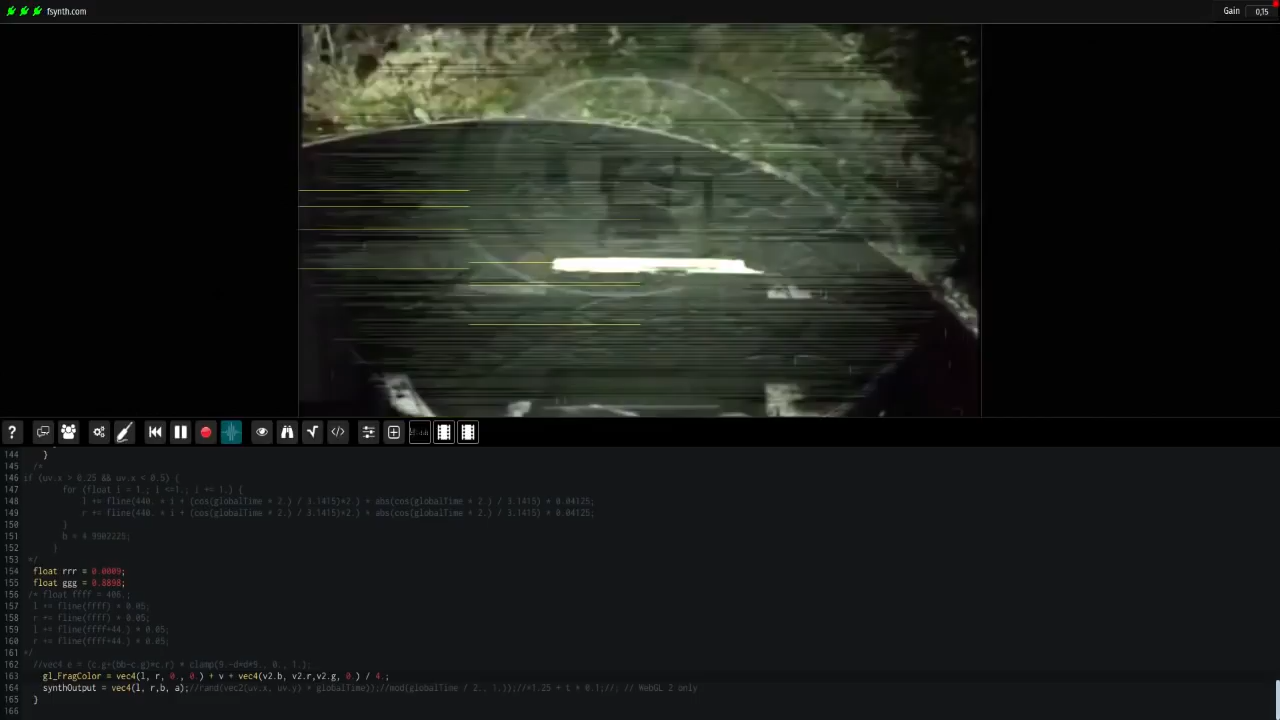 fsynth.com
Gain 0,15
144 }
145 /*
146 if (uv.x > 0.25 && uv.x < 0.5) {
147 for (float i = 1.; i <=1.; i += 1.) {
148 l += fline(440. * i + (cos(globalTime * 2.) / 3.1415)*2.) * abs(cos(globalTime * 2.) / 3.1415) * 0.04125;
149 r += fline(440. * i + (cos(globalTime * 2.) / 3.1415)*2.) * abs(cos(globalTime * 2.) / 3.1415) * 0.04125;
150 }
151 b = 4.9902225;
152 }
153 */
154 float rrr = 0.0009;
155 float ggg = 0.8898;
156 /* float ffff = 406.;
157 l += fline(ffff) * 0.05;
158 r += fline(ffff) * 0.05;
159 l += fline(ffff+44.) * 0.05;
160 r += fline(ffff+44.) * 0.05;
161 */
162 //vec4 e = (c.g+(bb-c.g)*c.r) * clamp(9.-d*d*9., 0., 1.);
163 gl_FragColor = vec4(l, r, 0., 0.) + v + vec4(v2.b, v2.r,v2.g, 0.) / 4.;
164 synthOutput = vec4(l, r,b, a);//rand(vec2(uv.x, uv.y) * globalTime));//mod(globalTime / 2., 1.));//*1.25 + t * 0.1;//; // WebGL 2 only
165 }
166